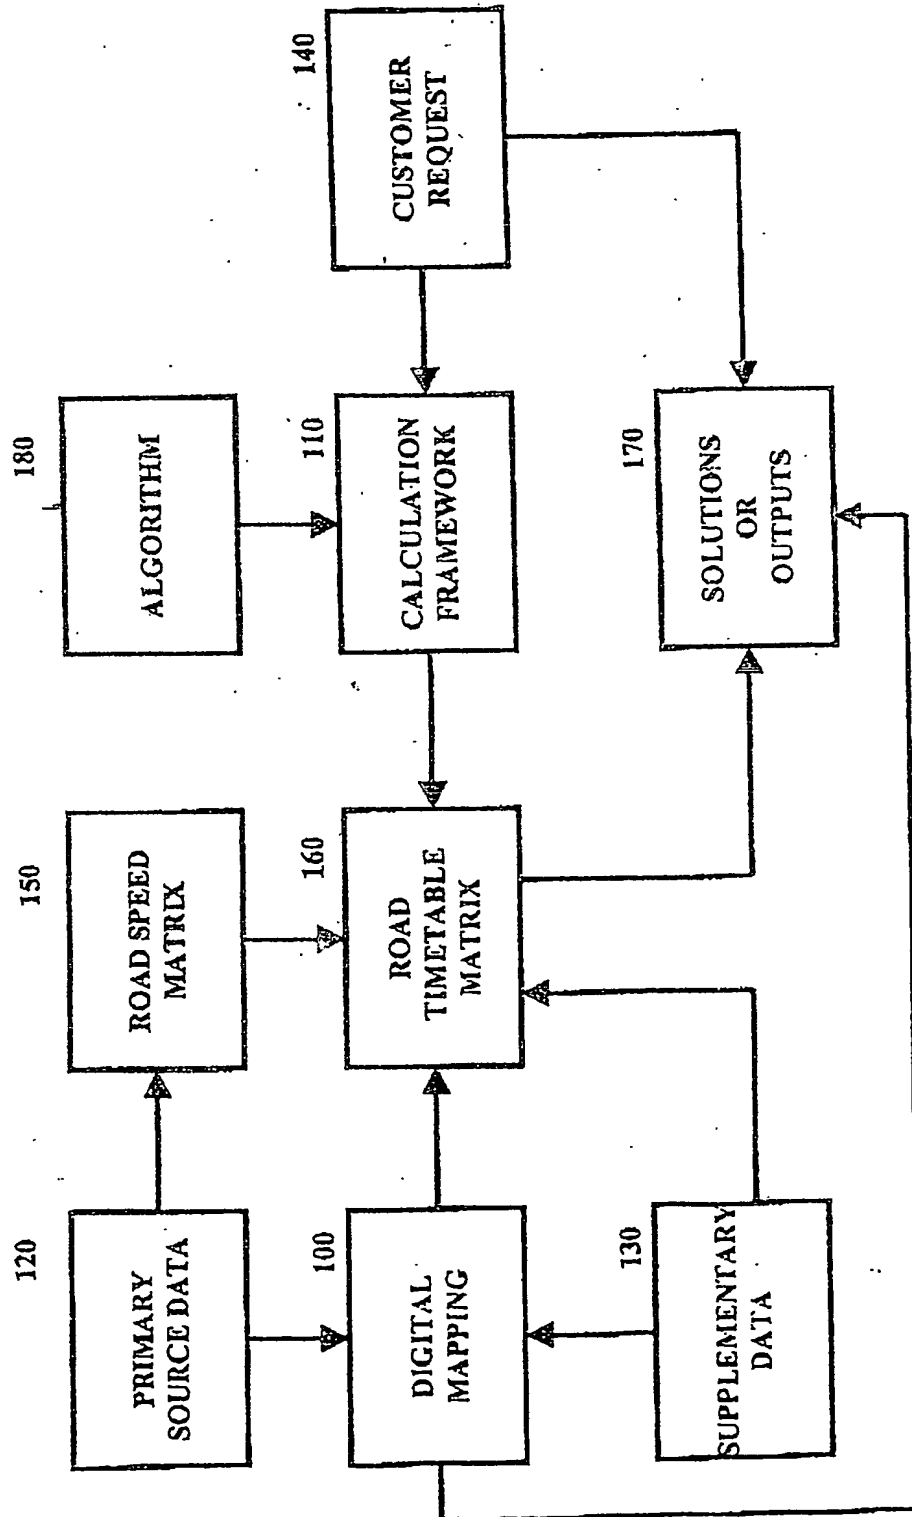 120
PRIMARY
SOURCE DATA
150
ROAD SPEED
MATRIX
180
ALGORITHM
100
DIGITAL
MAPPING
160
ROAD
TIMETABLE
MATRIX
110
CALCULATION
FRAMEWORK
140
CUSTOMER
REQUEST
130
SUPPLEMENTARY
DATA
170
SOLUTIONS
OR
OUTPUTS